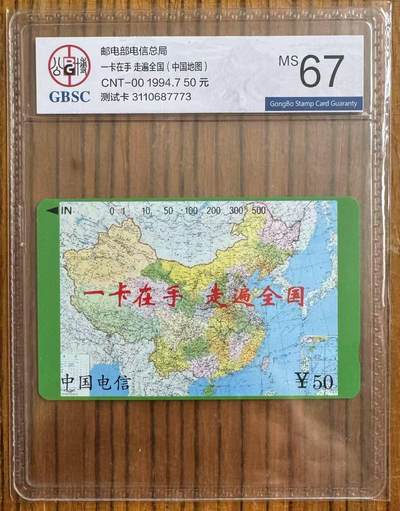 邮电部电信总局
一卡在手 走遍全国（中国地图）
CNT-00 1994.7 50 元
测试卡 3110687773
GBSC
MS 67
GongBo Stamp Card Guaranty
◀IN 0 1 10 50 100 200 300 500
一卡在手 走遍全国
中国电信
￥50